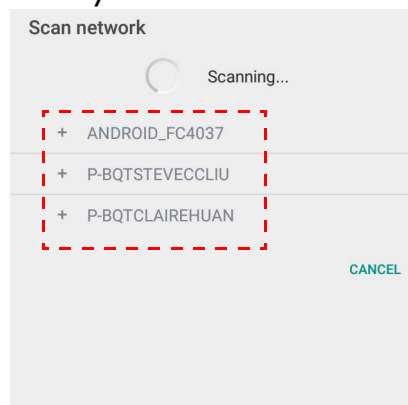 Scan network
Scanning...
+ ANDROID_FC4037
+ P-BQTSTEVECCLIU
+ P-BQTCLAIREHUAN
CANCEL